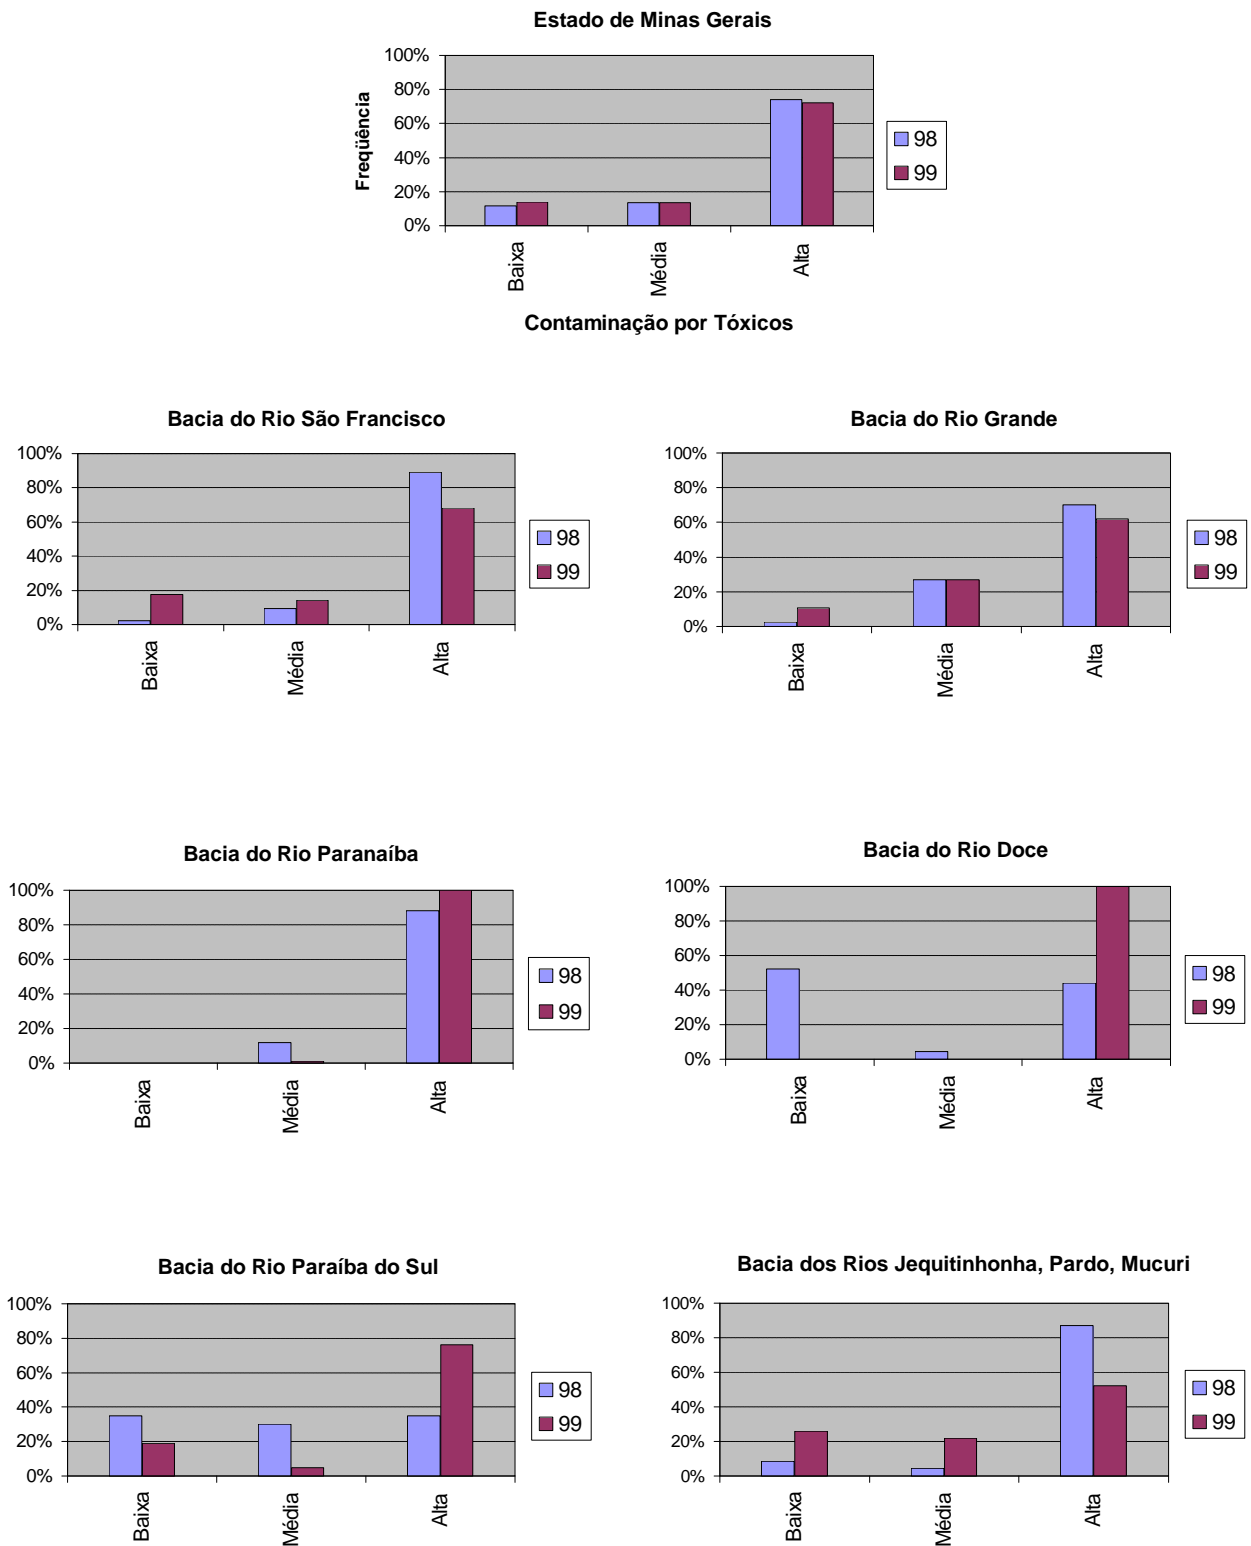 Estado de Minas Gerais
100%
80%
60%
40%
20%
0%
Freqüência
Baixa
Média
Alta
98
99
Contaminação por Tóxicos
Bacia do Rio São Francisco
100%
80%
60%
40%
20%
0%
Baixa
Média
Alta
98
99
Bacia do Rio Grande
100%
80%
60%
40%
20%
0%
Baixa
Média
Alta
98
99
Bacia do Rio Paranaíba
100%
80%
60%
40%
20%
0%
Baixa
Média
Alta
98
99
Bacia do Rio Doce
100%
80%
60%
40%
20%
0%
Baixa
Média
Alta
98
99
Bacia do Rio Paraíba do Sul
100%
80%
60%
40%
20%
0%
Baixa
Média
Alta
98
99
Bacia dos Rios Jequitinhonha, Pardo, Mucuri
100%
80%
60%
40%
20%
0%
Baixa
Média
Alta
98
99